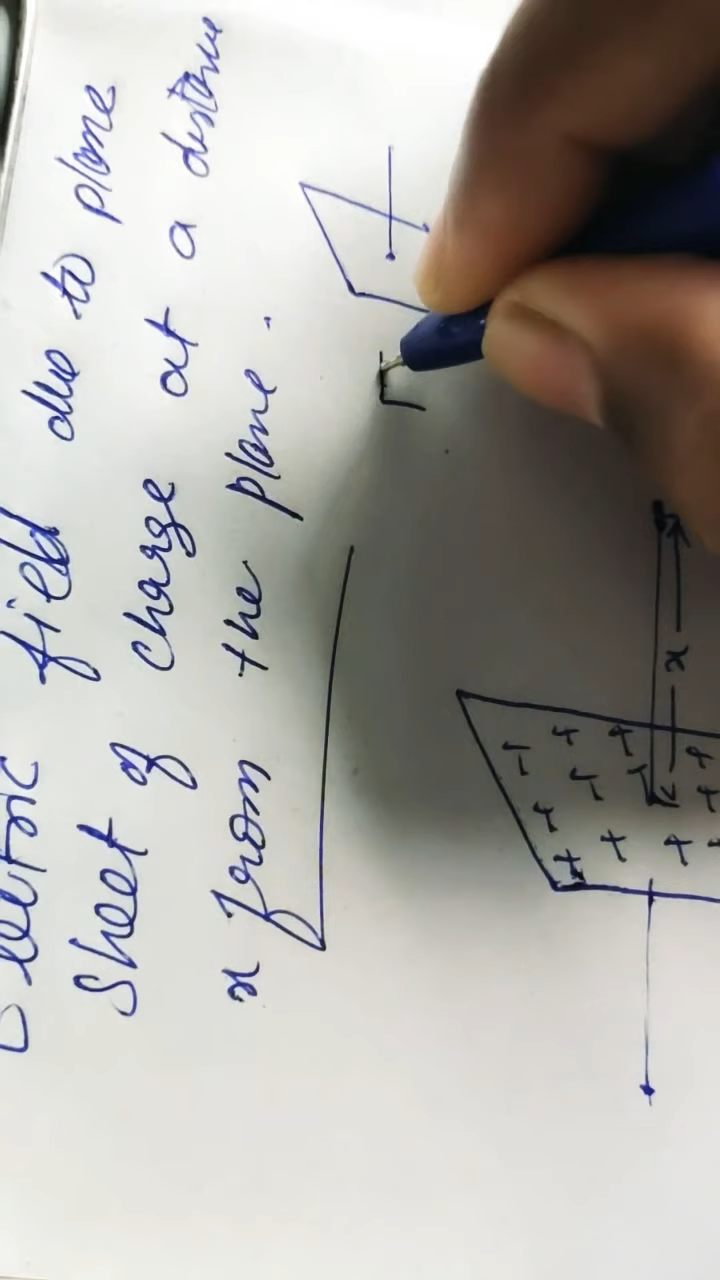 Electric field due to plane
Sheet of charge at a distance
x from the plane.
x